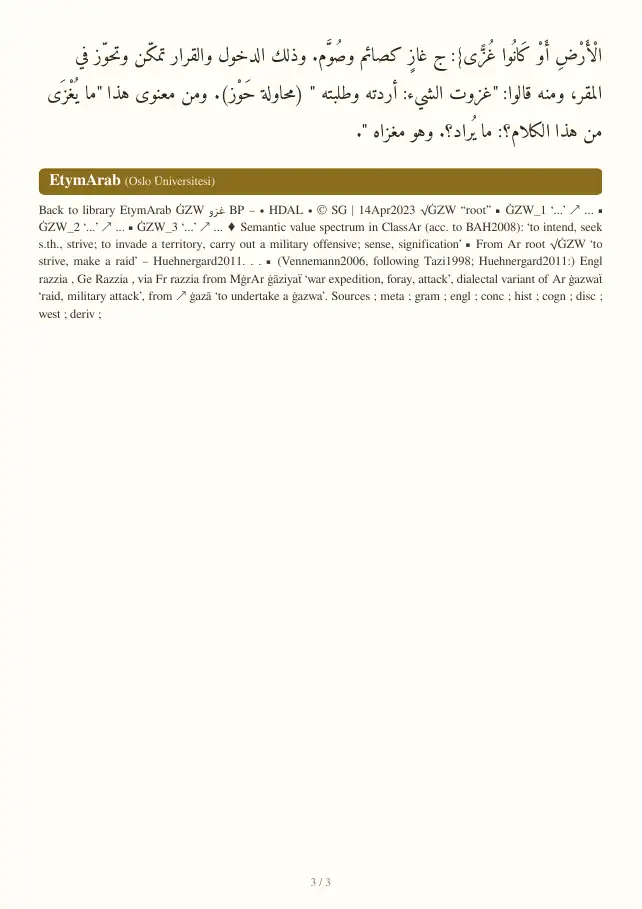 الْأَرْضِ أَوْ كَانُوا غُزًّى}: ج غازٍ كصائم وصُوَّم. وذلك الدخول والقرار تمكّن وتحوّز في
المقر، ومنه قالوا: "غزوت الشيء: أردته وطلبته " (محاولة حَوْز). ومن معنوى هذا "ما يُغْزَى
من هذا الكلام؟: ما يُراد؟. وهو مغزاه ".
EtymArab (Oslo Üniversitesi)
Back to library EtymArab ĠZW غزو BP – • HDAL • © SG | 14Apr2023 √ĠZW “root” ▪ ĠZW_1 ‘...’ ↗ ... ▪
ĠZW_2 ‘...’ ↗ ... ▪ ĠZW_3 ‘...’ ↗ ... ♦ Semantic value spectrum in ClassAr (acc. to BAH2008): ‘to intend, seek
s.th., strive; to invade a territory, carry out a military offensive; sense, signification’ ▪ From Ar root √ĠZW ‘to
strive, make a raid’ – Huehnergard2011. . . ▪ (Vennemann2006, following Tazi1998; Huehnergard2011:) Engl
razzia , Ge Razzia , via Fr razzia from MġrAr ġāziyaẗ ‘war expedition, foray, attack’, dialectal variant of Ar ġazwaẗ
‘raid, military attack’, from ↗ ġazā ‘to undertake a ġazwa’. Sources ; meta ; gram ; engl ; conc ; hist ; cogn ; disc ;
west ; deriv ;
3 / 3